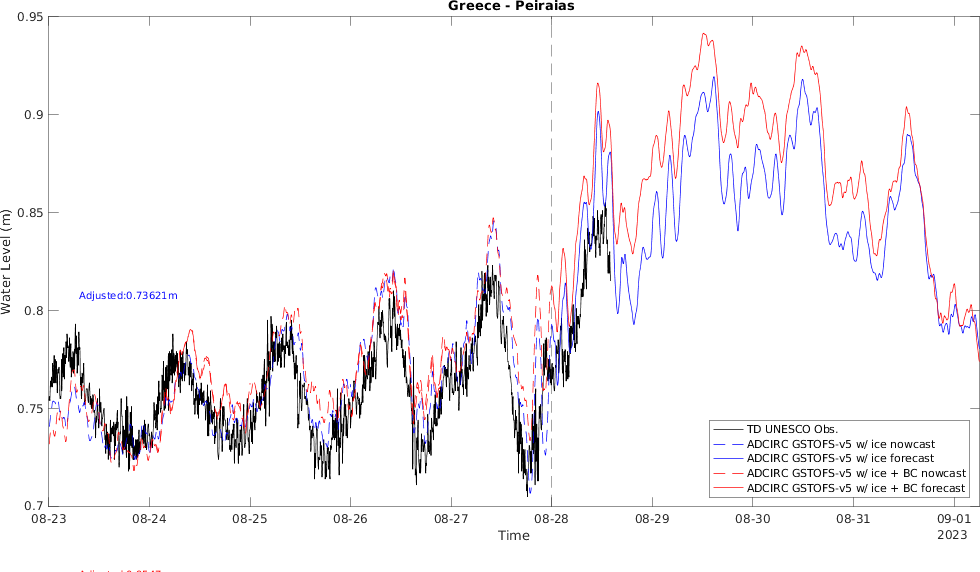 Greece - Peiraias
0.95
0.9
0.85
0.8
0.75
0.7
Water Level (m)
Adjusted:0.73621m
TD UNESCO Obs.
ADCIRC GSTOFS-v5 w/ ice nowcast
ADCIRC GSTOFS-v5 w/ ice forecast
ADCIRC GSTOFS-v5 w/ ice + BC nowcast
ADCIRC GSTOFS-v5 w/ ice + BC forecast
08-23 08-24 08-25 08-26 08-27 08-28 08-29 08-30 08-31 09-01
2023
Time